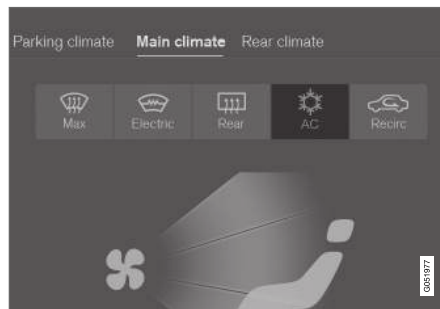 Parking climate Main climate Rear climate
Max Electric Rear AC Recirc
G051977